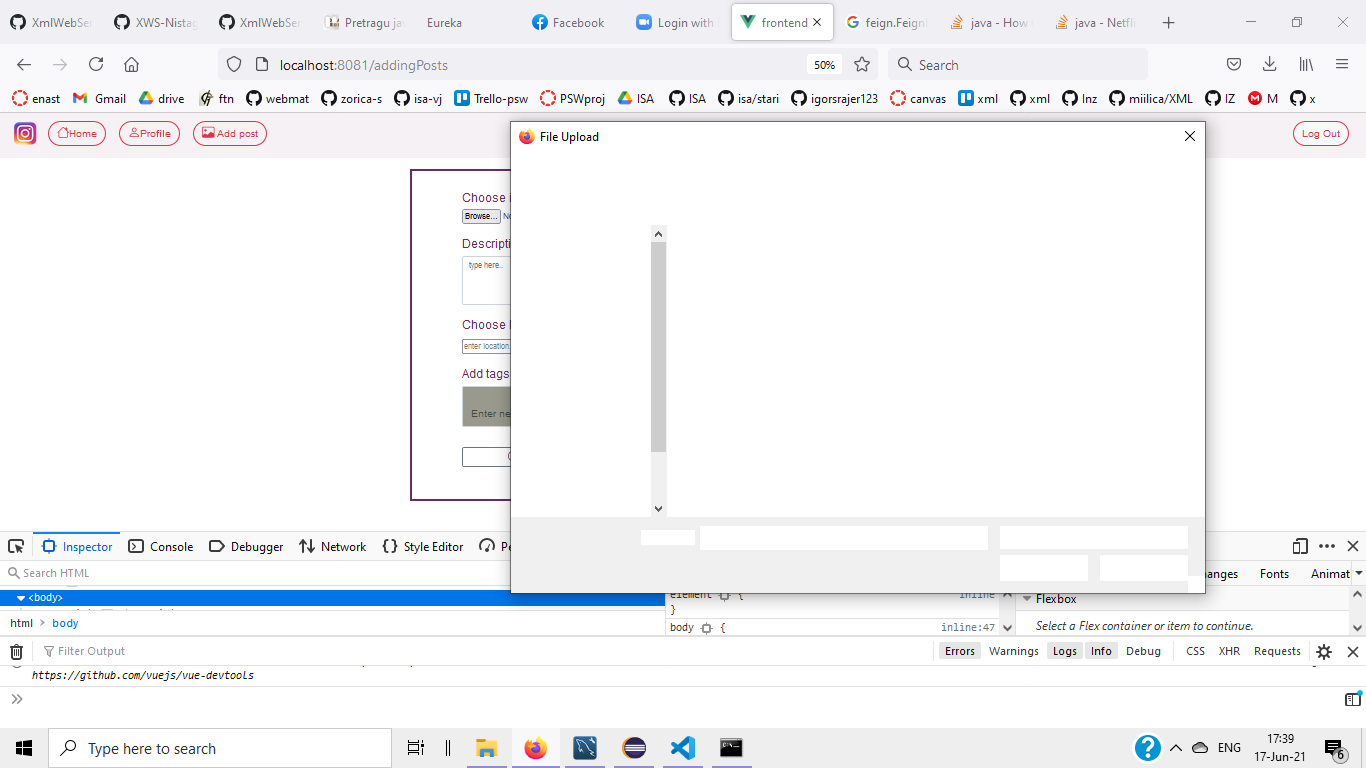 XmlWebSer
XWS-Nistag
XmlWebSer
Pretragu jav
Eureka
Facebook
Login with
frontend
feign.Feign
java - How
java - Netfl
localhost:8081/addingPosts
50%
Search
enast
Gmail
drive
ftn
webmat
zorica-s
isa-vj
Trello-psw
PSWproj
ISA
ISA
isa/stari
igorsrajer123
canvas
xml
xml
lnz
miilica/XML
IZ
M
x
Home
Profile
Add post
Log Out
File Upload
Choose
Browse...
Descripti
type here..
Choose
enter location
Add tags
Enter ne
Inspector
Console
Debugger
Network
Style Editor
Pe
Search HTML
anges
Fonts
Animat
<body>
element { inline
}
body { inline:47
Flexbox
Select a Flex container or item to continue.
html > body
Filter Output
Errors
Warnings
Logs
Info
Debug
CSS
XHR
Requests
https://github.com/vuejs/vue-devtools
Type here to search
ENG
17:39
17-Jun-21
6